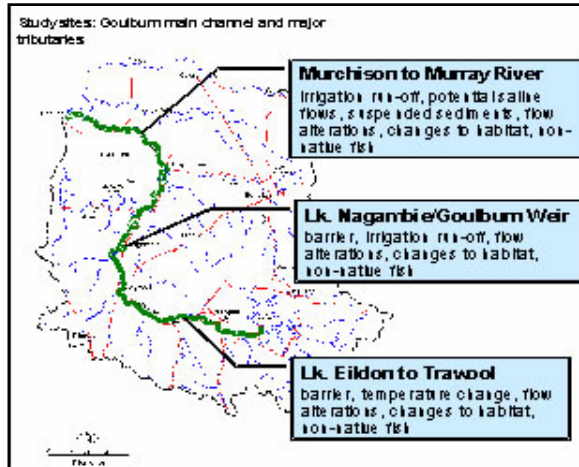 Study sites: Goulburn main channel and major
tributaries
Murchison to Murray River
irrigation run-off, potential saline
flows, suspended sediments, flow
alterations, changes to habitat, non-
native fish
Lk. Nagambie/Goulburn Weir
barrier, irrigation run-off, flow
alterations, changes to habitat,
non-native fish
Lk. Eildon to Trawool
barrier, temperature change, flow
alterations, changes to habitat,
non-native fish